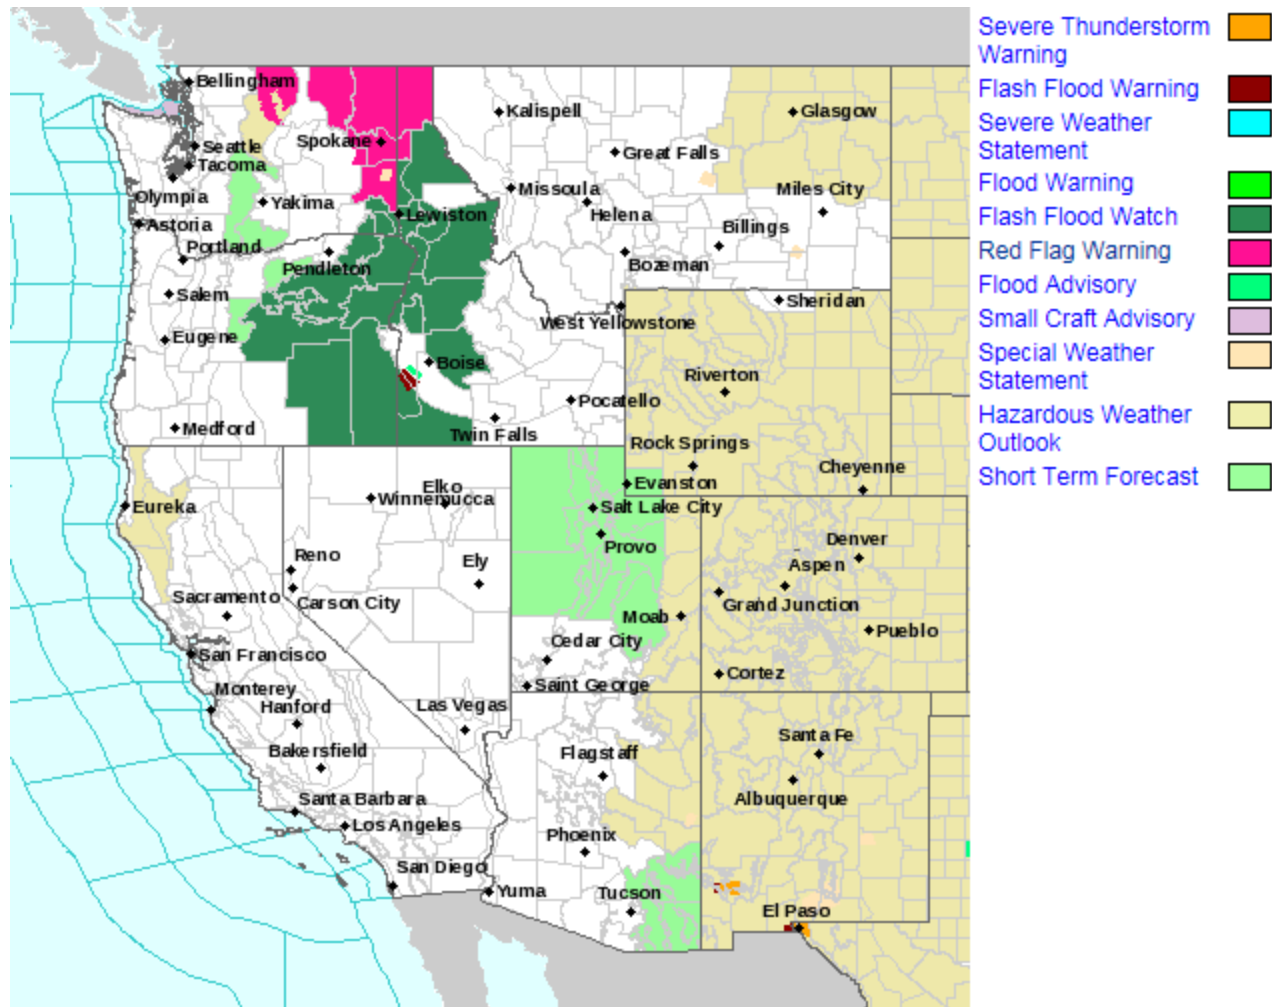 Severe Thunderstorm
Warning
Flash Flood Warning
Severe Weather
Statement
Flood Warning
Flash Flood Watch
Red Flag Warning
Flood Advisory
Small Craft Advisory
Special Weather
Statement
Hazardous Weather
Outlook
Short Term Forecast
Bellingham
Kalispell
Glasgow
Seattle
Spokane
Great Falls
Tacoma
Olympia
Yakima
Missoula
Miles City
Helena
Lewiston
Astoria
Billings
Portland
Pendleton
Bozeman
Salem
Sheridan
West Yellowstone
Eugene
Boise
Riverton
Pocatello
Medford
Twin Falls
Rock Springs
Cheyenne
Evanston
Elko
Winnemucca
Eureka
Salt Lake City
Provo
Denver
Reno
Ely
Aspen
Sacramento
Carson City
Grand Junction
Moab
Pueblo
Cedar City
San Francisco
Cortez
Saint George
Monterey
Hanford
Las Vegas
Santa Fe
Bakersfield
Flagstaff
Albuquerque
Santa Barbara
Los Angeles
Phoenix
San Diego
Yuma
Tucson
El Paso